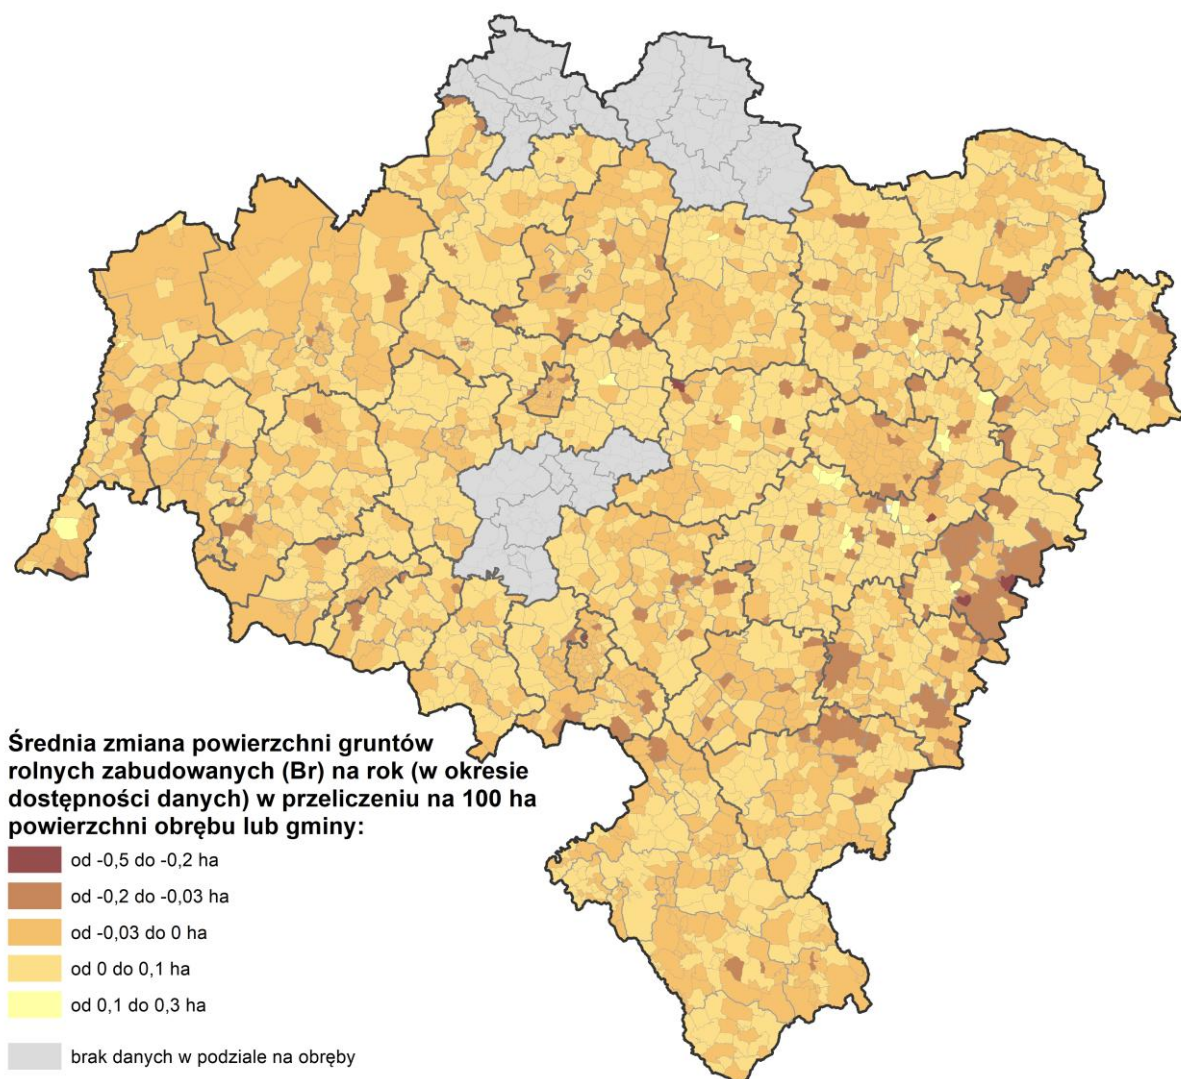 Średnia zmiana powierzchni gruntów
rolnych zabudowanych (Br) na rok (w okresie
dostępności danych) w przeliczeniu na 100 ha
powierzchni obrębu lub gminy:
od -0,5 do -0,2 ha
od -0,2 do -0,03 ha
od -0,03 do 0 ha
od 0 do 0,1 ha
od 0,1 do 0,3 ha
brak danych w podziale na obręby